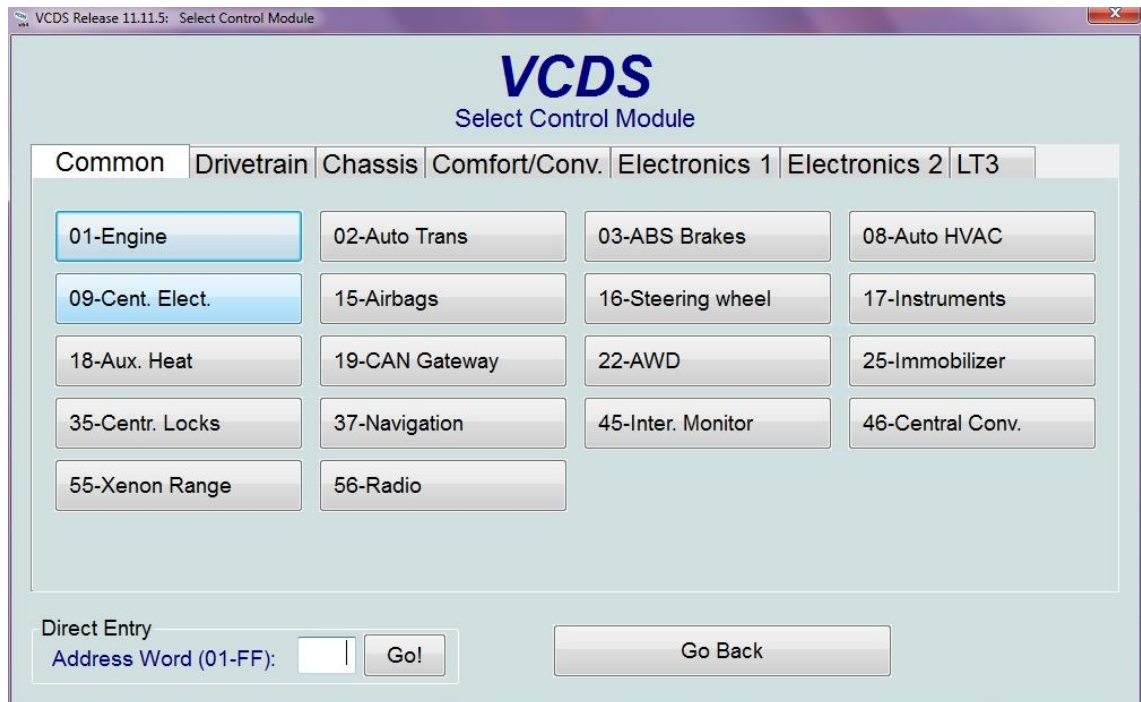 VCDS Release 11.11.5: Select Control Module
VCDS
Select Control Module
Common Drivetrain Chassis Comfort/Conv. Electronics 1 Electronics 2 LT3
01-Engine 02-Auto Trans 03-ABS Brakes 08-Auto HVAC
09-Cent. Elect. 15-Airbags 16-Steering wheel 17-Instruments
18-Aux. Heat 19-CAN Gateway 22-AWD 25-Immobilizer
35-Centr. Locks 37-Navigation 45-Inter. Monitor 46-Central Conv.
55-Xenon Range 56-Radio
Direct Entry
Address Word (01-FF): Go! Go Back